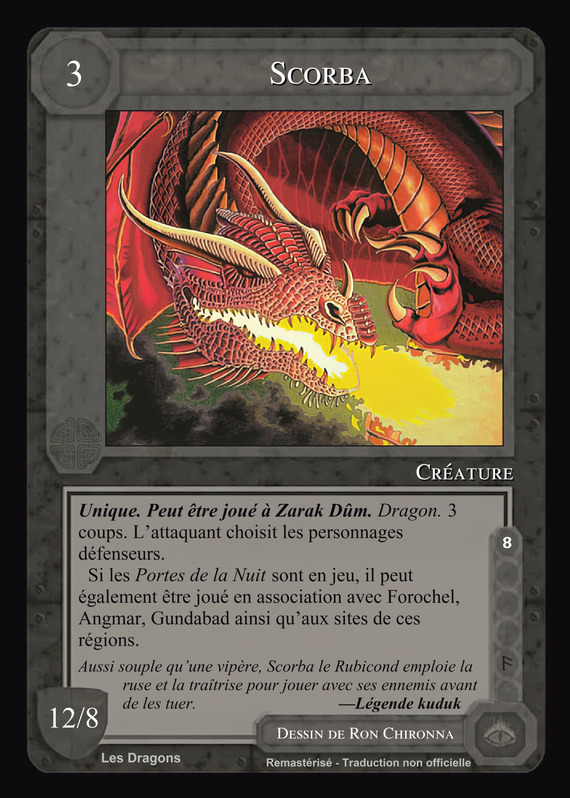 3
SCORBA
CRÉATURE
Unique. Peut être joué à Zarak Dûm. Dragon. 3
coups. L'attaquant choisit les personnages
défenseurs.
Si les Portes de la Nuit sont en jeu, il peut
également être joué en association avec Forochel,
Angmar, Gundabad ainsi qu'aux sites de ces
régions.
Aussi souple qu'une vipère, Scorba le Rubicond emploie la
ruse et la traîtrise pour jouer avec ses ennemis avant
de les tuer. —Légende kuduk
8
12/8
DESSIN DE RON CHIRONNA
Les Dragons
Remastérisé - Traduction non officielle